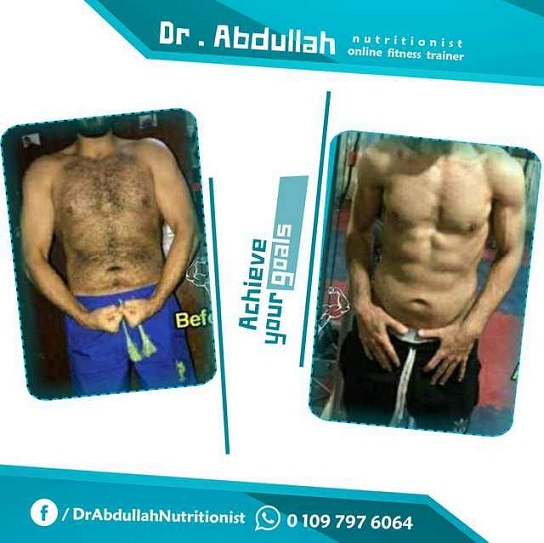 Dr . Abdullah
nutritionist
online fitness trainer
Achieve
your goals
Befo
/ DrAbdullahNutritionist
0 109 797 6064